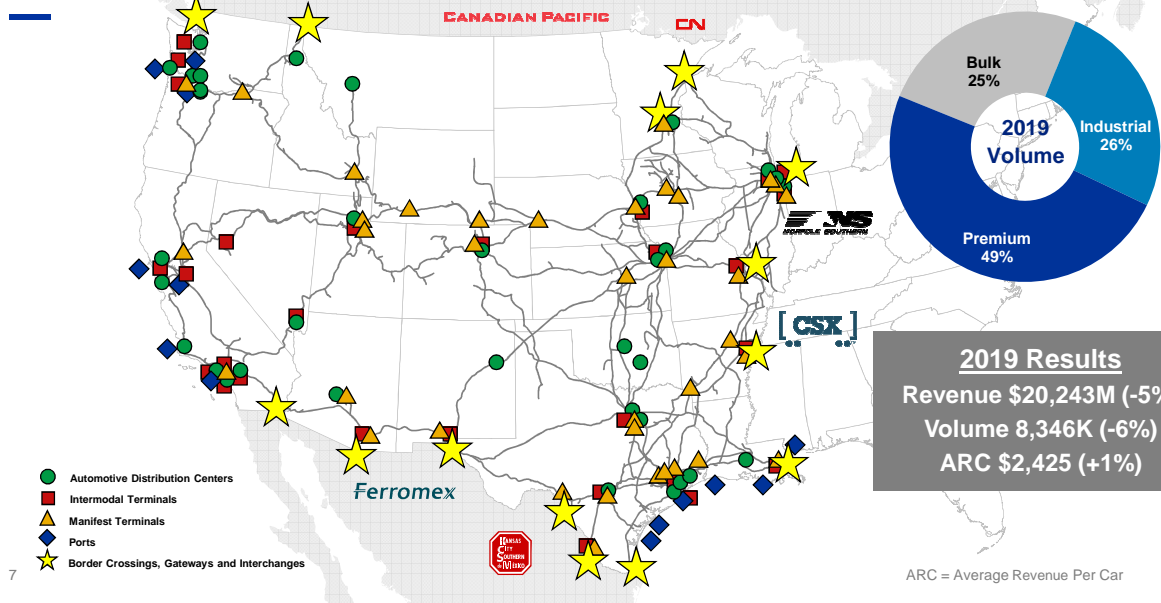 CANADIAN PACIFIC
CN
Bulk
25%
2019
Volume
Industrial
26%
Premium
49%
NS
NORFOLK SOUTHERN
[CSX]
2019 Results
Revenue $20,243M (-5%
Volume 8,346K (-6%)
ARC $2,425 (+1%)
Automotive Distribution Centers
Intermodal Terminals
Manifest Terminals
Ports
Border Crossings, Gateways and Interchanges
Ferromex
KANSAS
CITY
SOUTHERN
DE MÉXICO
7
ARC = Average Revenue Per Car